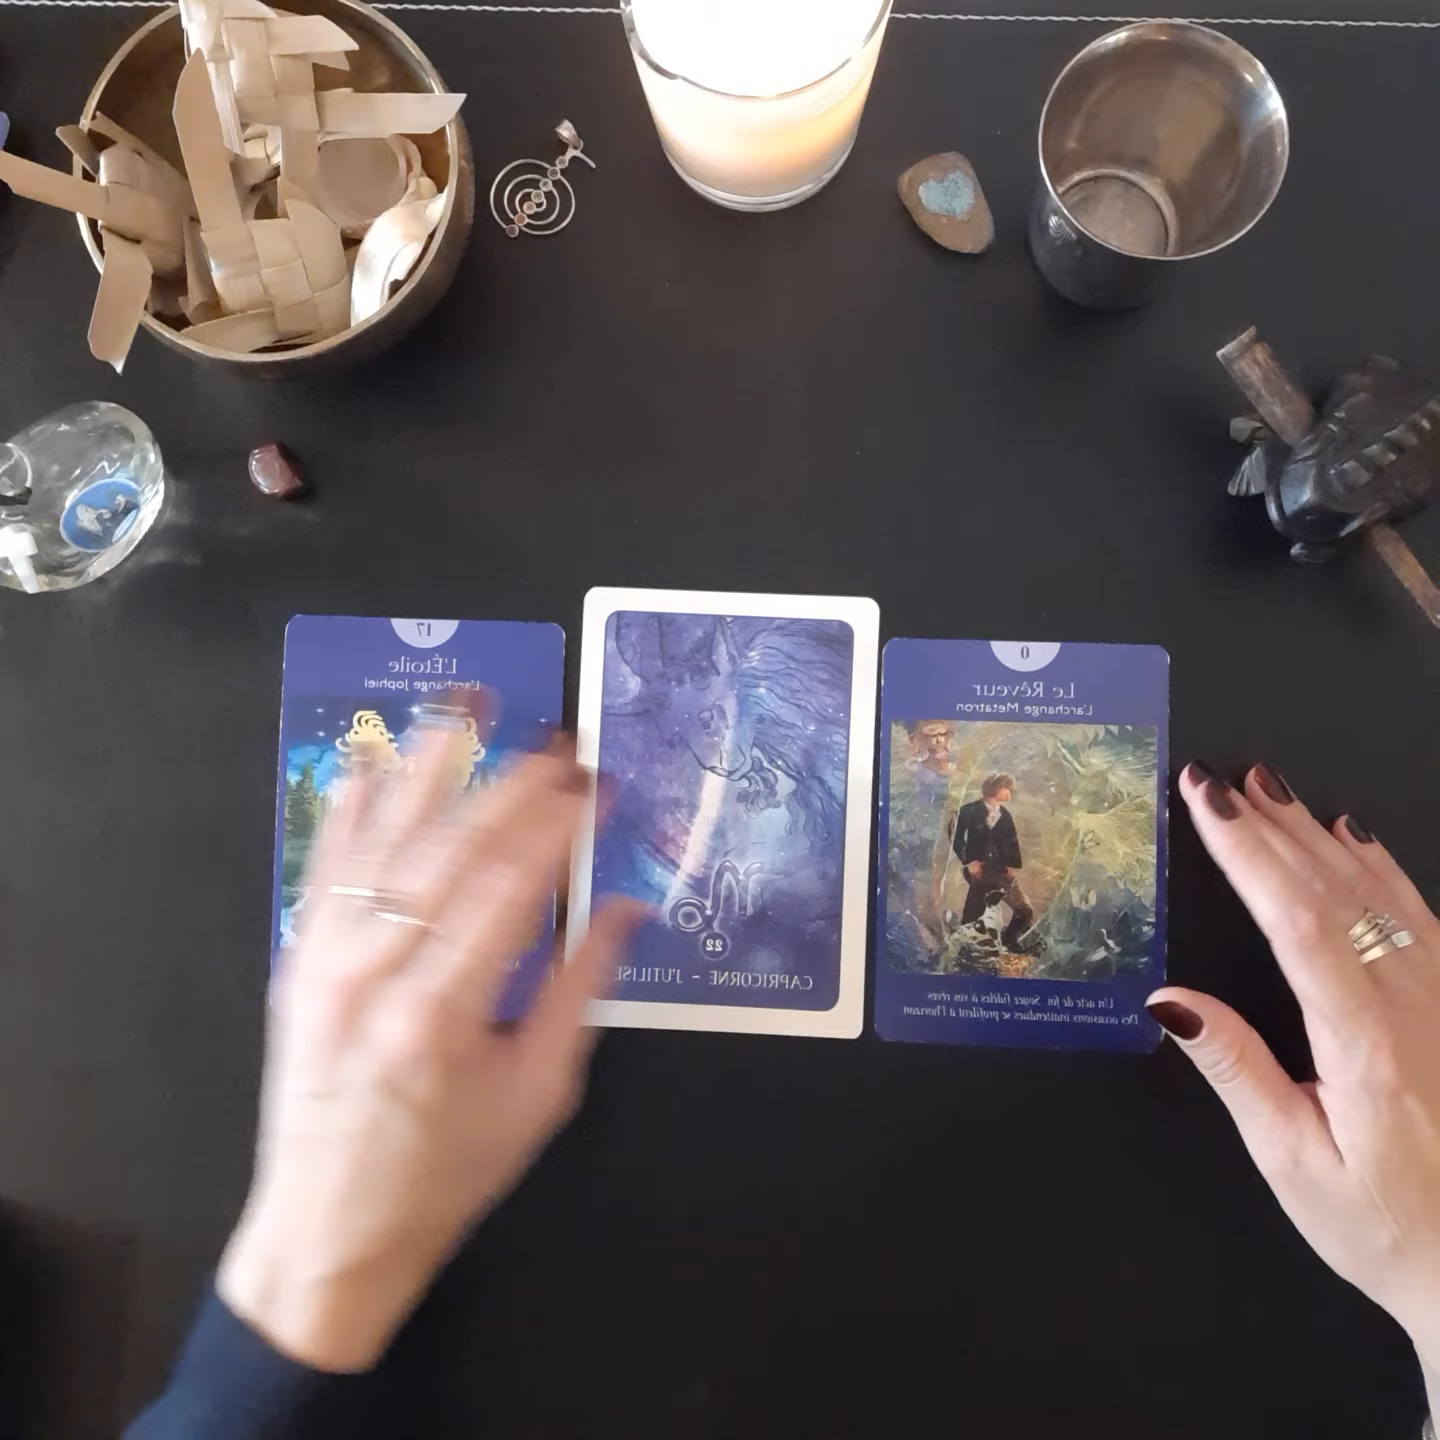 17
L'Étoile
L'archange Jophiel
22
CAPRICORNE - J'UTILISE
0
Le Rêveur
L'archange Metatron
Un acte de foi. Soyez fidèles à vos rêves
Des occasions inattendues se profilent à l'horizon